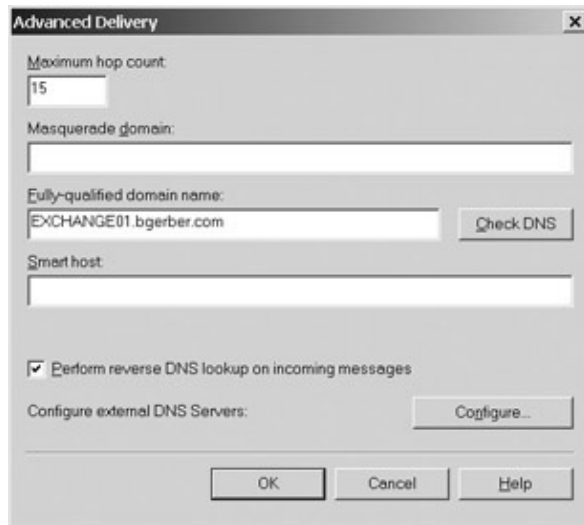 Advanced Delivery
Maximum hop count:
15
Masquerade domain:
Fully-qualified domain name:
EXCHANGE01.bgerber.com
Check DNS
Smart host:
Perform reverse DNS lookup on incoming messages
Configure external DNS Servers:
Configure...
OK
Cancel
Help